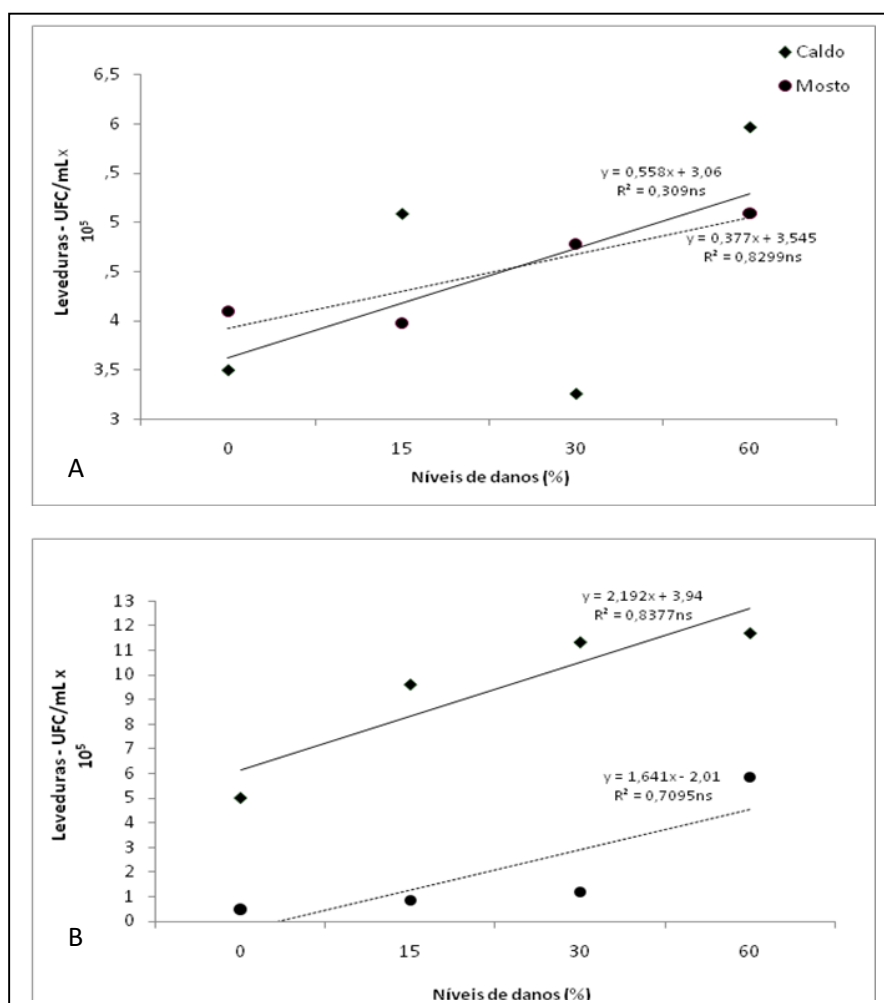 Caldo
Mosto
6,5
6
,5
5
,5
4
3,5
3
Leveduras - UFC/mL x
10⁵
y = 0,558x + 3,06
R² = 0,309ns
y = 0,377x + 3,545
R² = 0,8299ns
0 15 30 60
Níveis de danos (%)
A
13
12
11
10
9
8
7
6
5
4
3
2
1
0
Leveduras - UFC/mL x
10⁵
y = 2,192x + 3,94
R² = 0,8377ns
y = 1,641x - 2,01
R² = 0,7095ns
0 15 30 60
Níveis de danos (%)
B